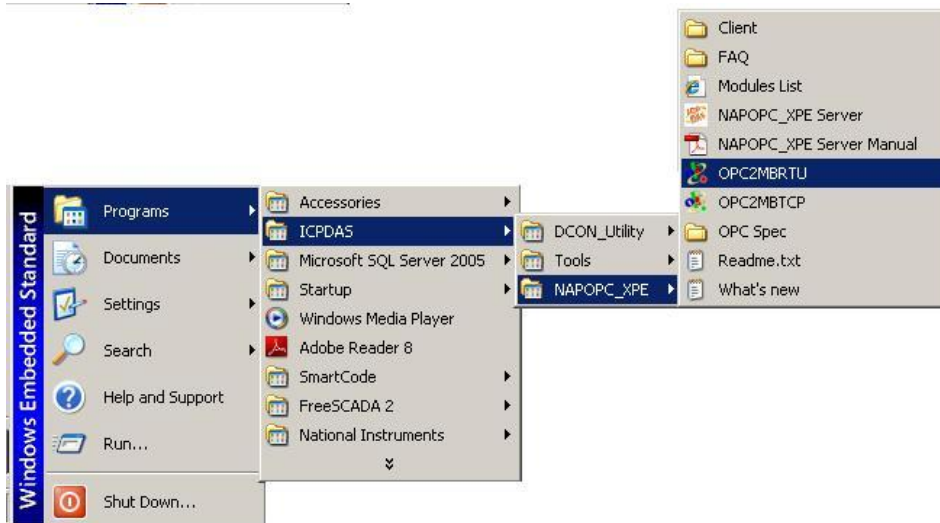 Windows Embedded Standard
Programs
Documents
Settings
Search
Help and Support
Run...
Shut Down...
Accessories
ICPDAS
Microsoft SQL Server 2005
Startup
Windows Media Player
Adobe Reader 8
SmartCode
FreeSCADA 2
National Instruments
DCON_Utility
Tools
NAPOPC_XPE
Client
FAQ
Modules List
NAPOPC_XPE Server
NAPOPC_XPE Server Manual
OPC2MBRTU
OPC2MBTCP
OPC Spec
Readme.txt
What's new